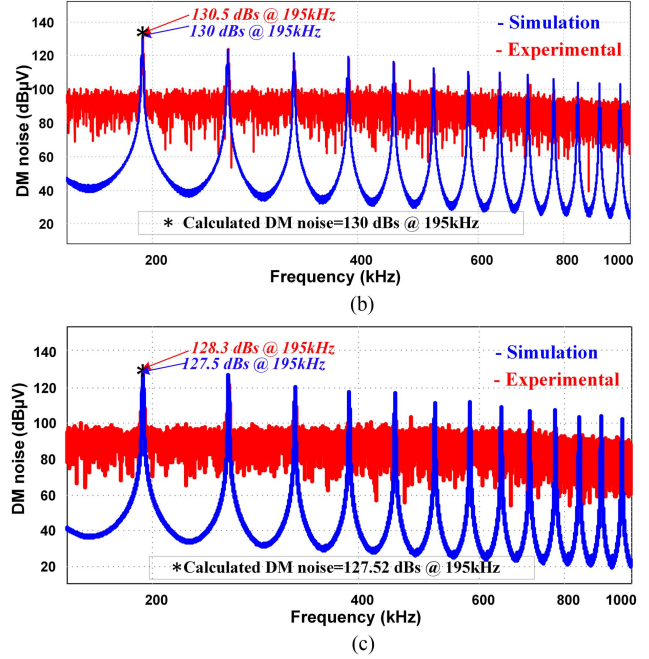 130.5 dBs @ 195kHz
130 dBs @ 195kHz
- Simulation
- Experimental
DM noise (dBµV)
140
120
100
80
60
40
20
* Calculated DM noise=130 dBs @ 195kHz
200 400 600 800 1000
Frequency (kHz)
(b)
128.3 dBs @ 195kHz
127.5 dBs @ 195kHz
- Simulation
- Experimental
DM noise (dBµV)
140
120
100
80
60
40
20
*Calculated DM noise=127.52 dBs @ 195kHz
200 400 600 800 1000
Frequency (kHz)
(c)